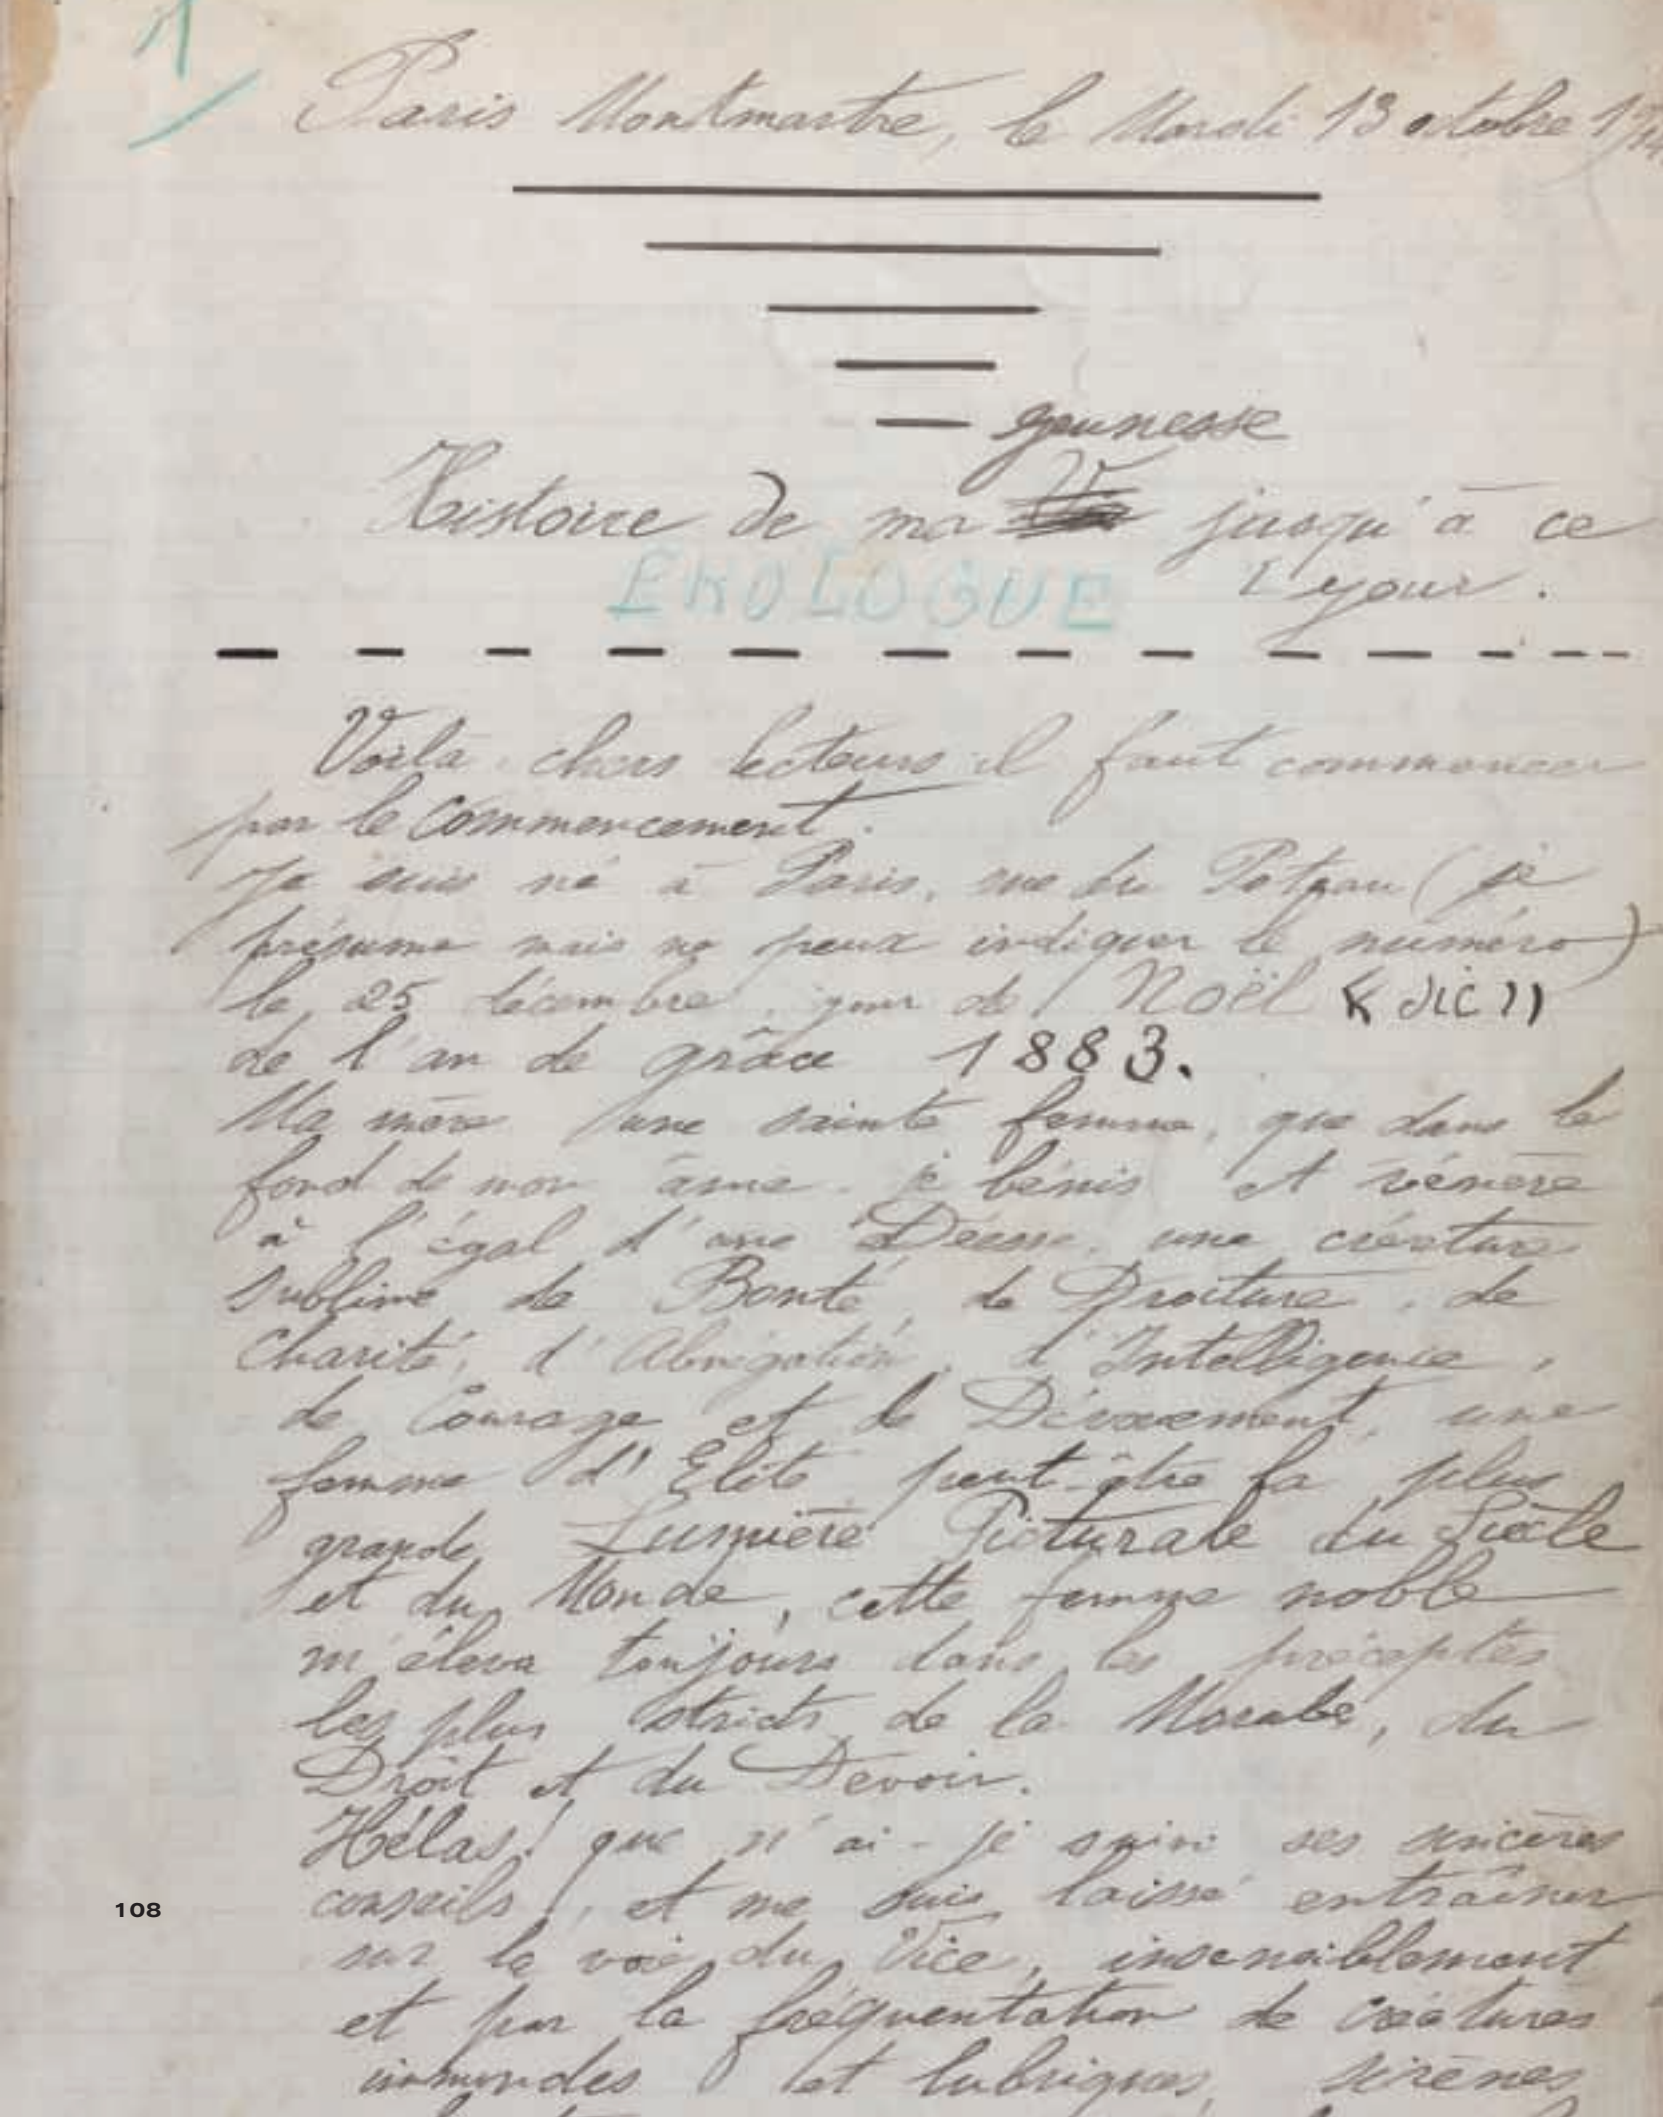 1
Paris Montmartre, le Mardi 13 octobre
jeunesse
Histoire de ma jusqu'à ce
jour.
Voilà chers lecteurs il faut commencer
par le commencement.
Je suis né à Paris, rue du Poteau (je
présume mais ne peux indiquer le numéro)
le 25 décembre, jour de Noël
de l'an de grâce 1883.
Ma mère une sainte femme, que dans le
fond de mon âme je bénis et vénère
à l'égal d'une Déesse, une créature
sublime de Bonté, de Droiture, de
Charité, d'Abnégation, d'Intelligence,
de Courage et de Dévouement, une
femme d'Elite peut-être la plus
grande Lumière Picturale du Siècle
et du Monde, cette femme noble
m'éleva toujours dans les préceptes
les plus stricts de la Morale, du
Droit et du Devoir.
Hélas! que n'ai-je suivi ses sincères
conseils, et me suis laissé entraîner
sur la voie du Vice, insensiblement
et par la fréquentation de créatures
immondes et lubriques, sirènes
108